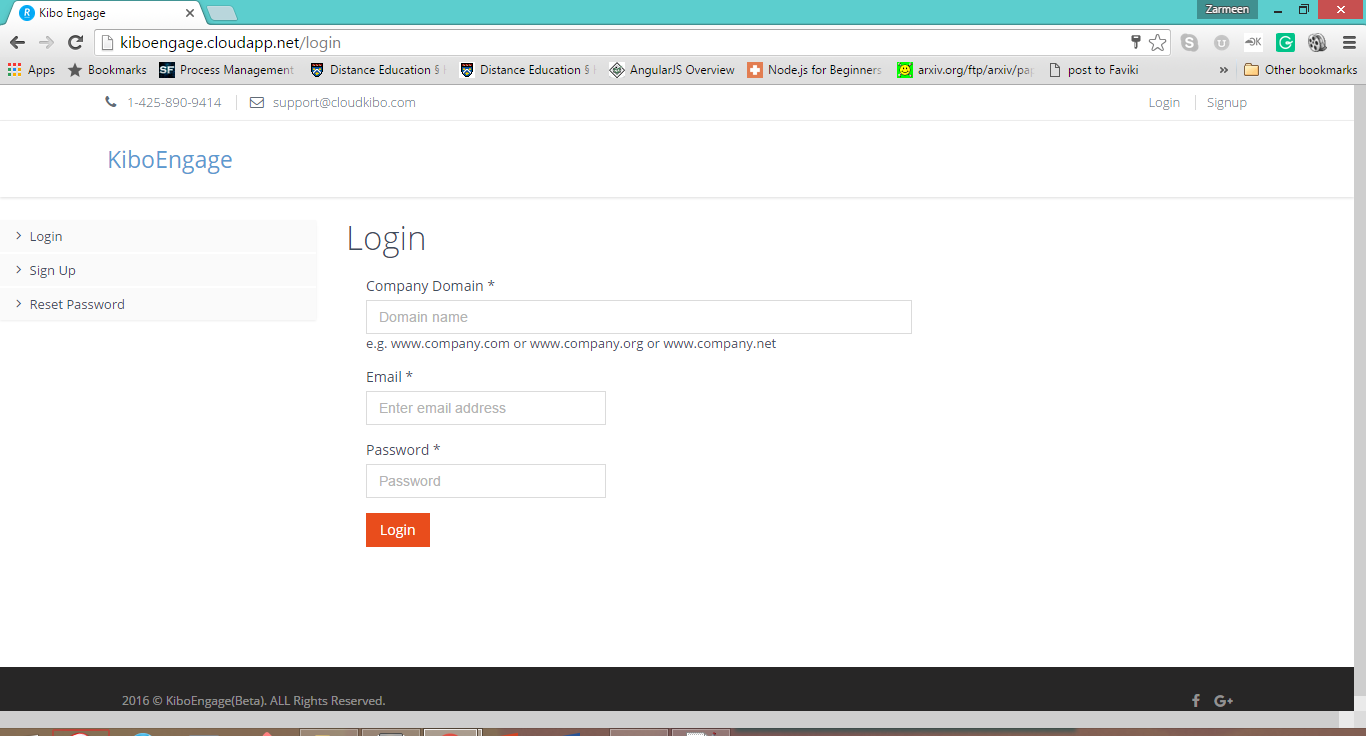 Kibo Engage
Zarmeen
kiboengage.cloudapp.net/login
Apps Bookmarks SF Process Management Distance Education § Distance Education § AngularJS Overview Node.js for Beginners arxiv.org/ftp/arxiv/pap post to Faviki » Other bookmarks
1-425-890-9414 support@cloudkibo.com Login Signup
KiboEngage
Login
Sign Up
Reset Password
Login
Company Domain *
Domain name
e.g. www.company.com or www.company.org or www.company.net
Email *
Enter email address
Password *
Password
Login
2016 © KiboEngage(Beta). ALL Rights Reserved.